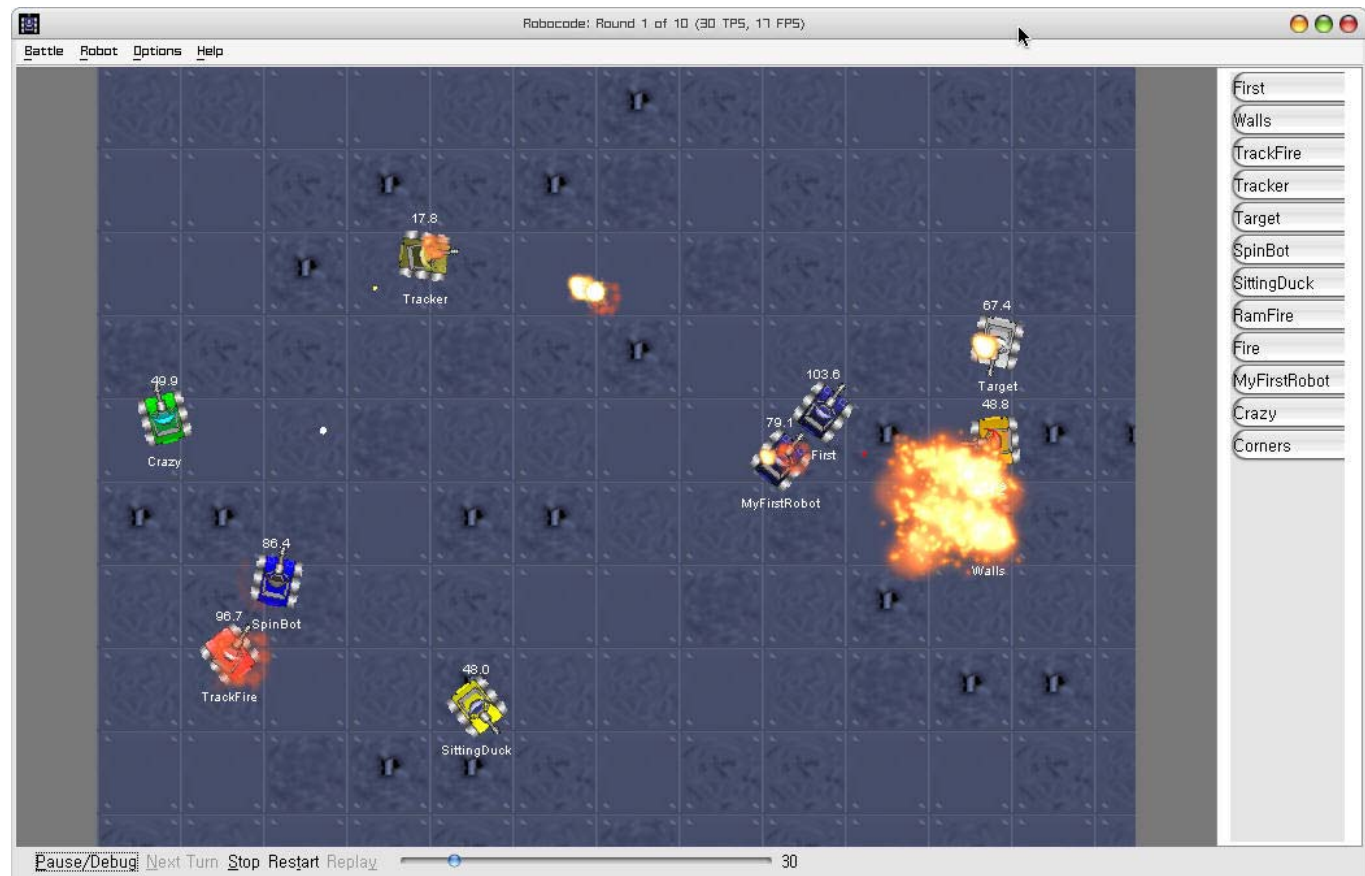 Robocode: Round 1 of 10 (30 TPS, 17 FPS)
Battle Robot Options Help
First
Walls
TrackFire
Tracker
Target
SpinBot
SittingDuck
RamFire
Fire
MyFirstRobot
Crazy
Corners
17.8
Tracker
67.4
Target
49.9
Crazy
103.6
First
48.8
79.1
MyFirstRobot
Walls
86.4
SpinBot
96.7
TrackFire
48.0
SittingDuck
Pause/Debug Next Turn Stop Restart Replay 30